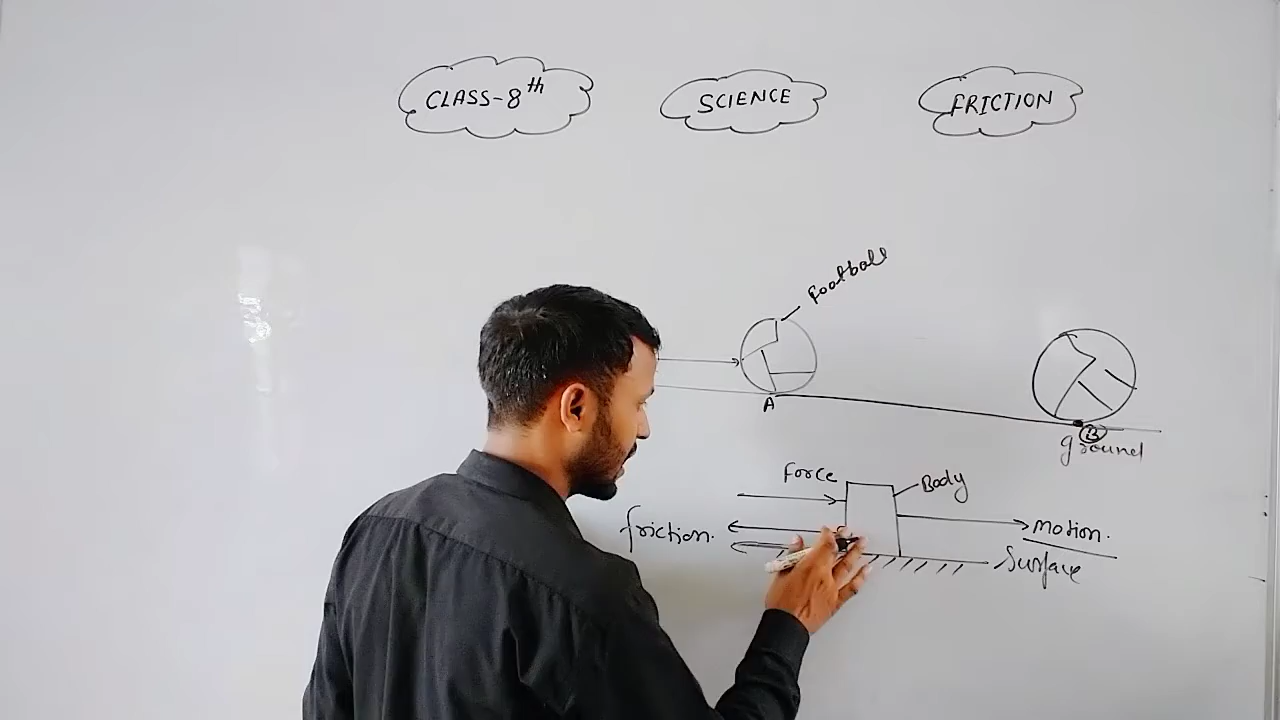 CLASS-8th
SCIENCE
FRICTION
Football
A
B
ground
Force
Body
friction.
motion.
Surface